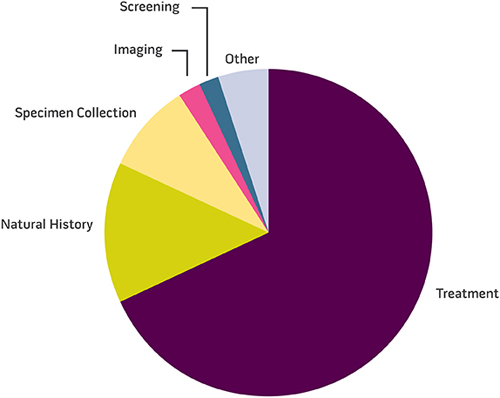 Screening
Imaging
Other
Specimen Collection
Natural History
Treatment